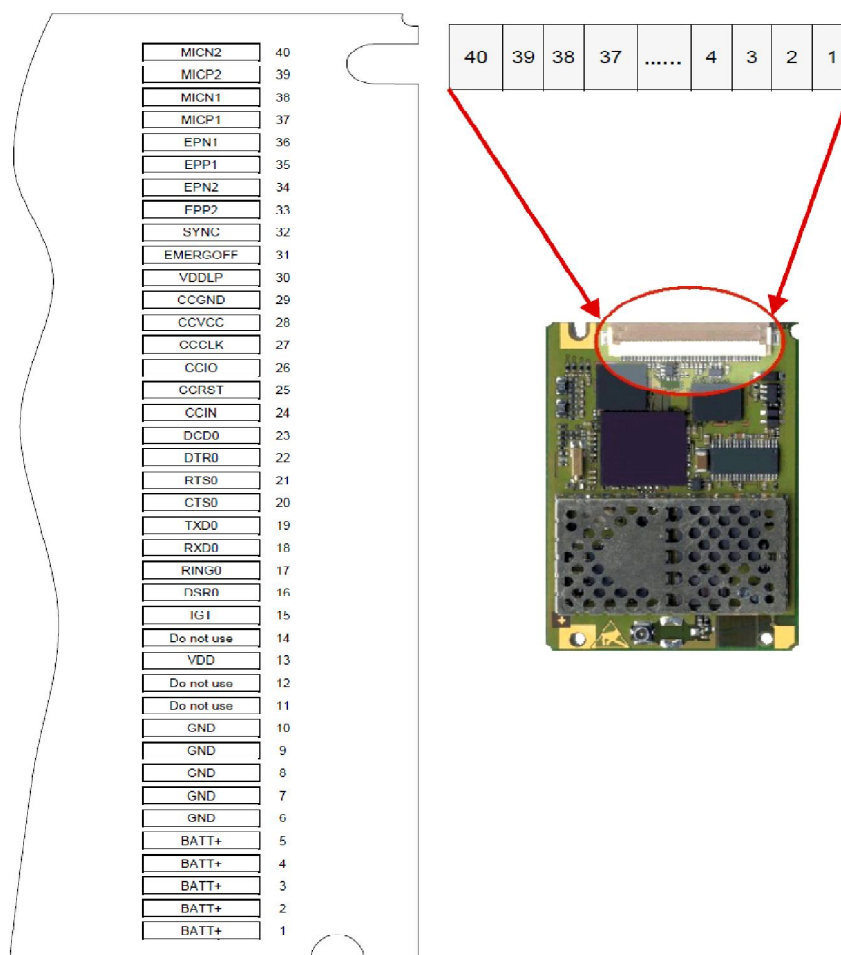 MICN2 40
MICP2 39
MICN1 38
MICP1 37
EPN1 36
EPP1 35
EPN2 34
EPP2 33
SYNC 32
EMERGOFF 31
VDDLP 30
CCGND 29
CCVCC 28
CCCLK 27
CCIO 26
CCRST 25
CCIN 24
DCD0 23
DTR0 22
RTS0 21
CTS0 20
TXD0 19
RXD0 18
RING0 17
DSR0 16
IGT 15
Do not use 14
VDD 13
Do not use 12
Do not use 11
GND 10
GND 9
GND 8
GND 7
GND 6
BATT+ 5
BATT+ 4
BATT+ 3
BATT+ 2
BATT+ 1
40 39 38 37 ...... 4 3 2 1